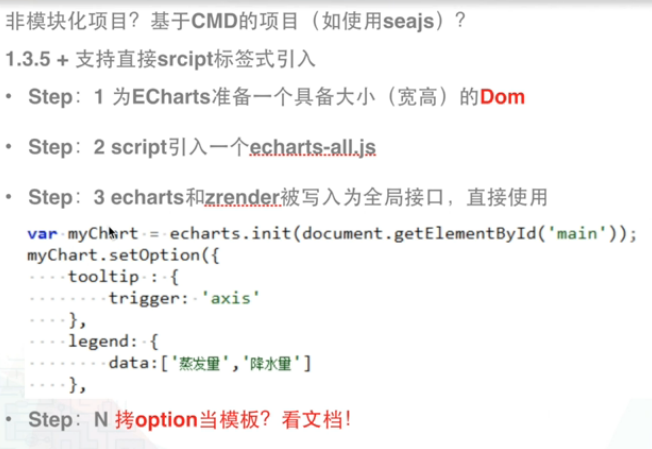 非模块化项目？基于CMD的项目（如使用seajs）？
1.3.5 + 支持直接srcipt标签式引入
• Step：1 为ECharts准备一个具备大小（宽高）的Dom
• Step：2 script引入一个echarts-all.js
• Step：3 echarts和zrender被写入为全局接口，直接使用
var myChart = echarts.init(document.getElementById('main'));
myChart.setOption({
    tooltip : {
        trigger: 'axis'
    },
    legend: {
        data:['蒸发量','降水量']
    },
• Step：N 拷option当模板？看文档！